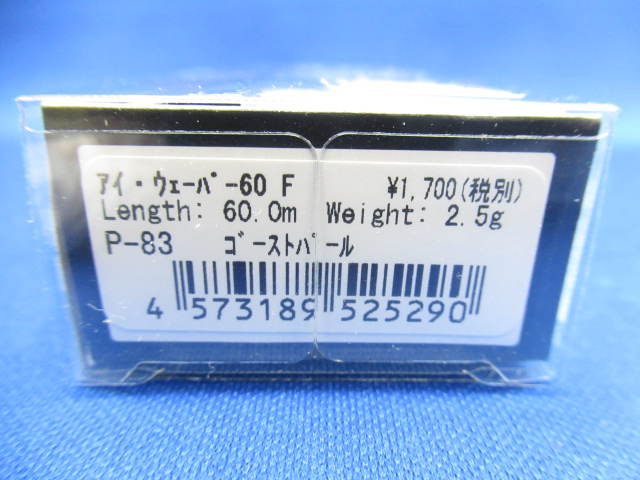 ｱｲ・ｳｪｰﾊﾞｰ60 F ¥1,700(税別)
Length: 60.0m Weight: 2.5g
P-83 ｺﾞｰｽﾄﾊﾟｰﾙ
4 573189 525290